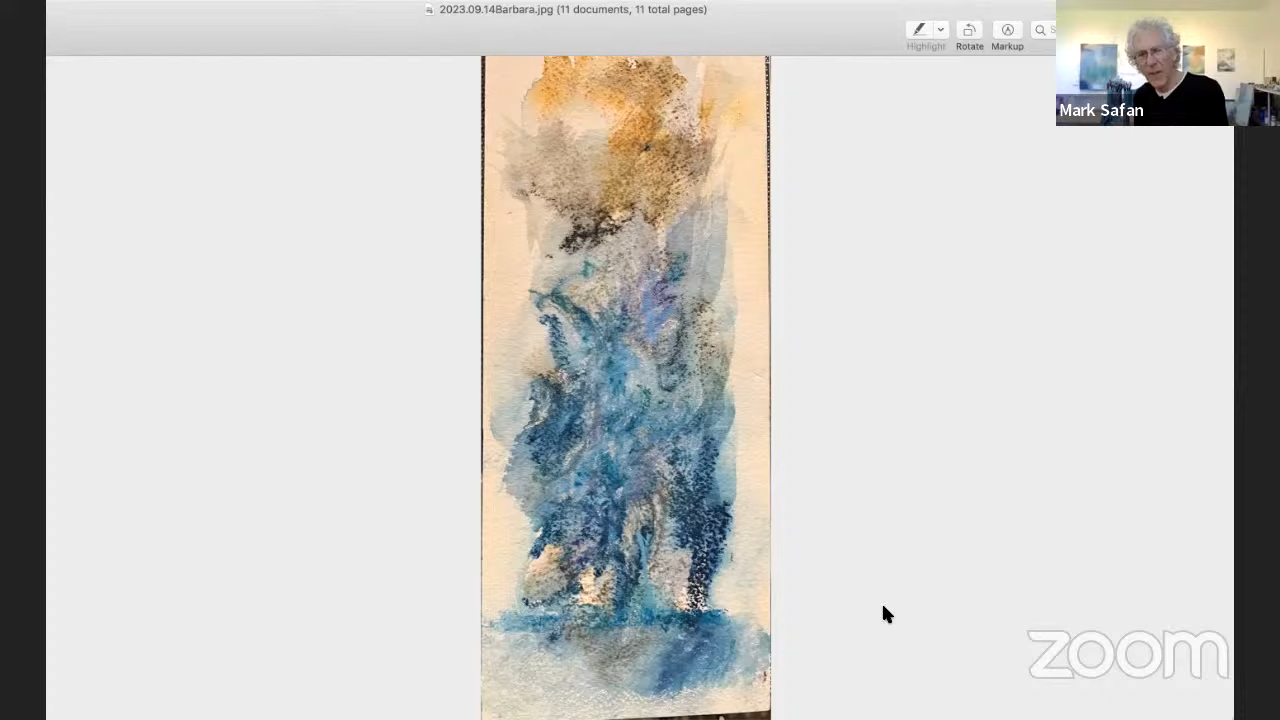 2023.09.14Barbara.jpg (11 documents, 11 total pages)
Highlight
Rotate
Markup
Mark Safan
zoom